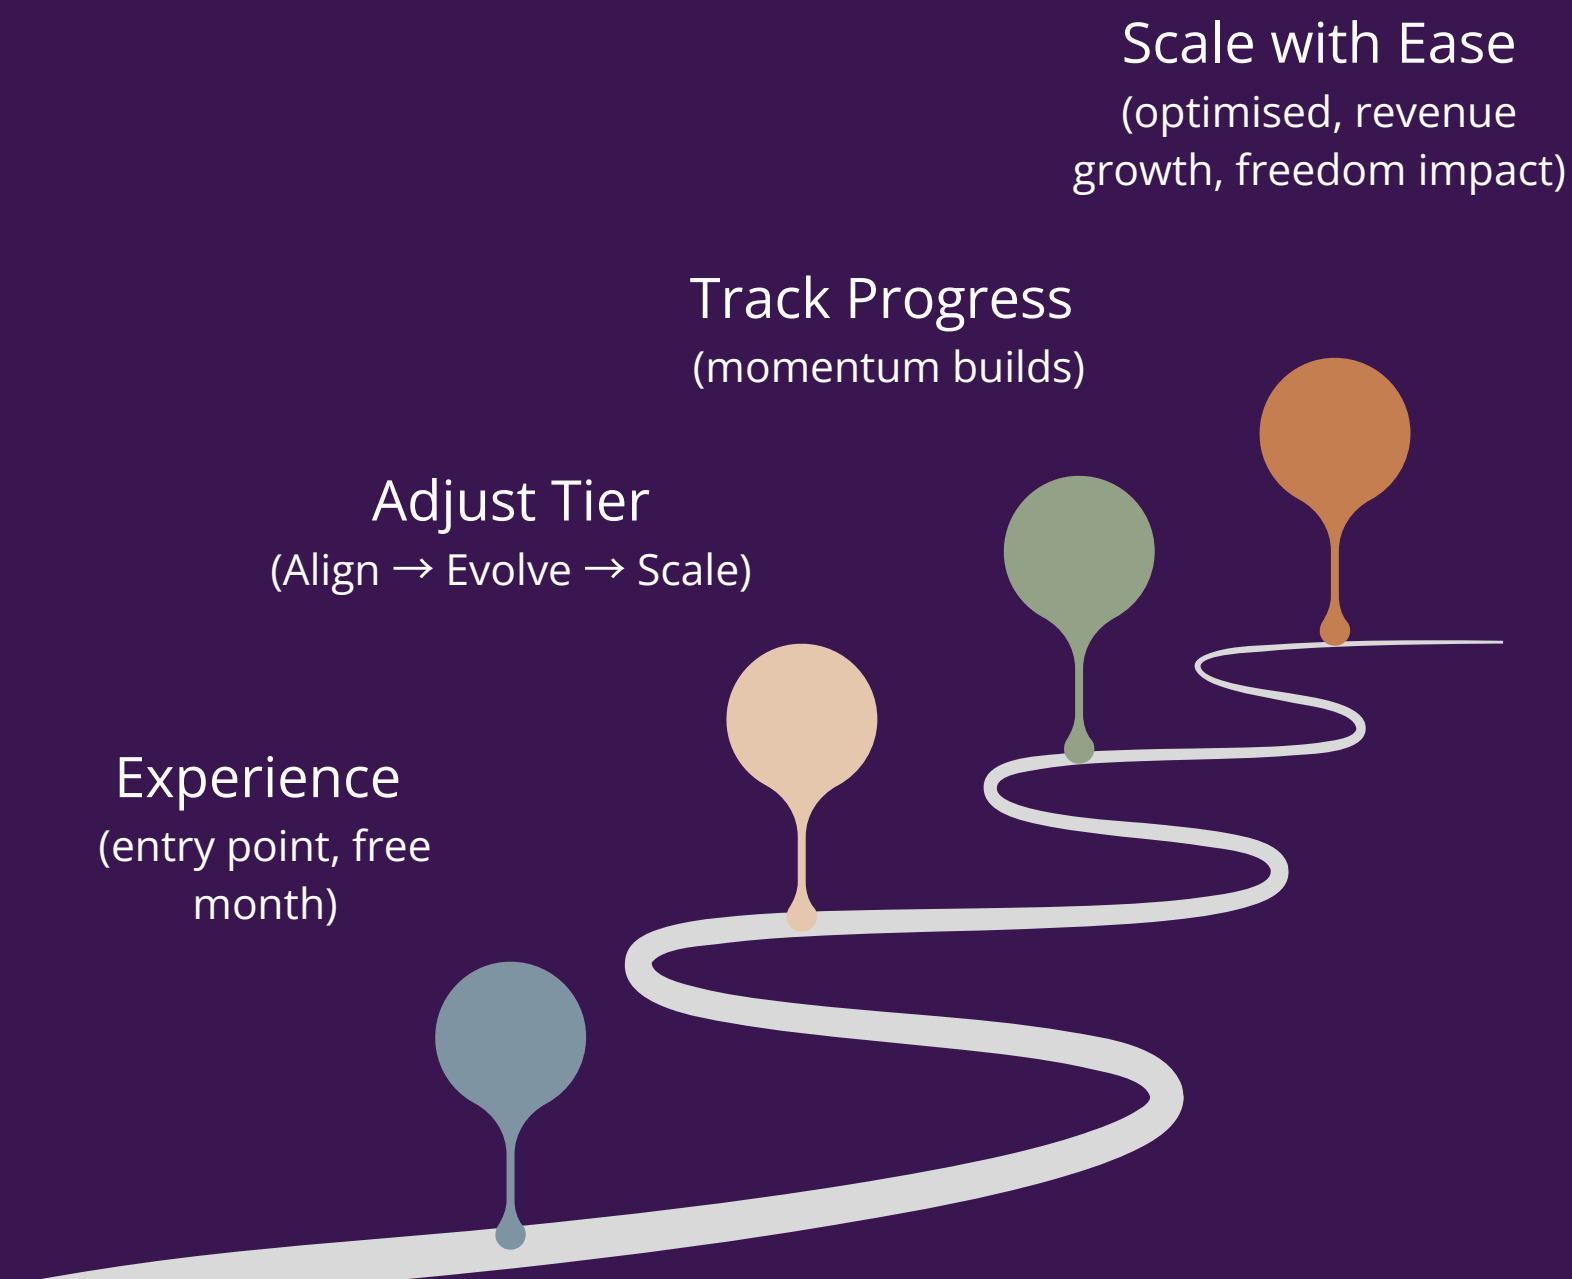 Scale with Ease
(optimised, revenue
growth, freedom impact)
Track Progress
(momentum builds)
Adjust Tier
(Align → Evolve → Scale)
Experience
(entry point, free
month)